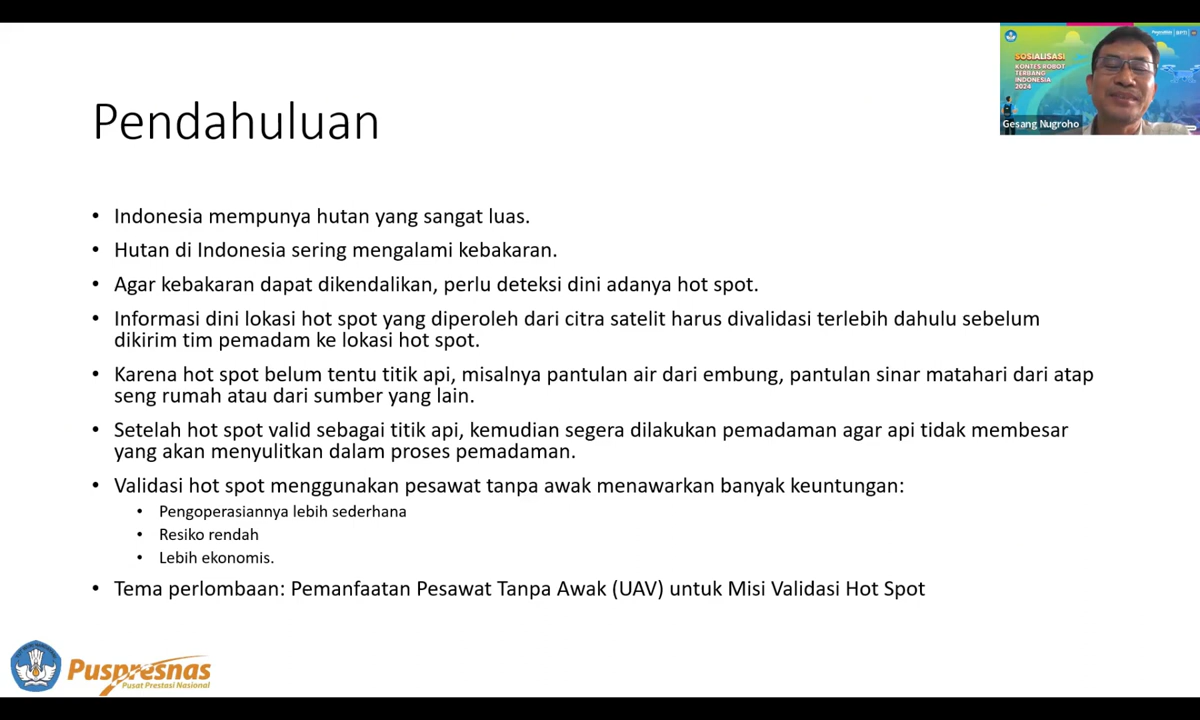 Pendahuluan
• Indonesia mempunya hutan yang sangat luas.
• Hutan di Indonesia sering mengalami kebakaran.
• Agar kebakaran dapat dikendalikan, perlu deteksi dini adanya hot spot.
• Informasi dini lokasi hot spot yang diperoleh dari citra satelit harus divalidasi terlebih dahulu sebelum
dikirim tim pemadam ke lokasi hot spot.
• Karena hot spot belum tentu titik api, misalnya pantulan air dari embung, pantulan sinar matahari dari atap
seng rumah atau dari sumber yang lain.
• Setelah hot spot valid sebagai titik api, kemudian segera dilakukan pemadaman agar api tidak membesar
yang akan menyulitkan dalam proses pemadaman.
• Validasi hot spot menggunakan pesawat tanpa awak menawarkan banyak keuntungan:
• Pengoperasiannya lebih sederhana
• Resiko rendah
• Lebih ekonomis.
• Tema perlombaan: Pemanfaatan Pesawat Tanpa Awak (UAV) untuk Misi Validasi Hot Spot
SOSIALISASI
KONTES ROBOT
TERBANG
INDONESIA
2024
Gesang Nugroho
Puspresnas
Pusat Prestasi Nasional